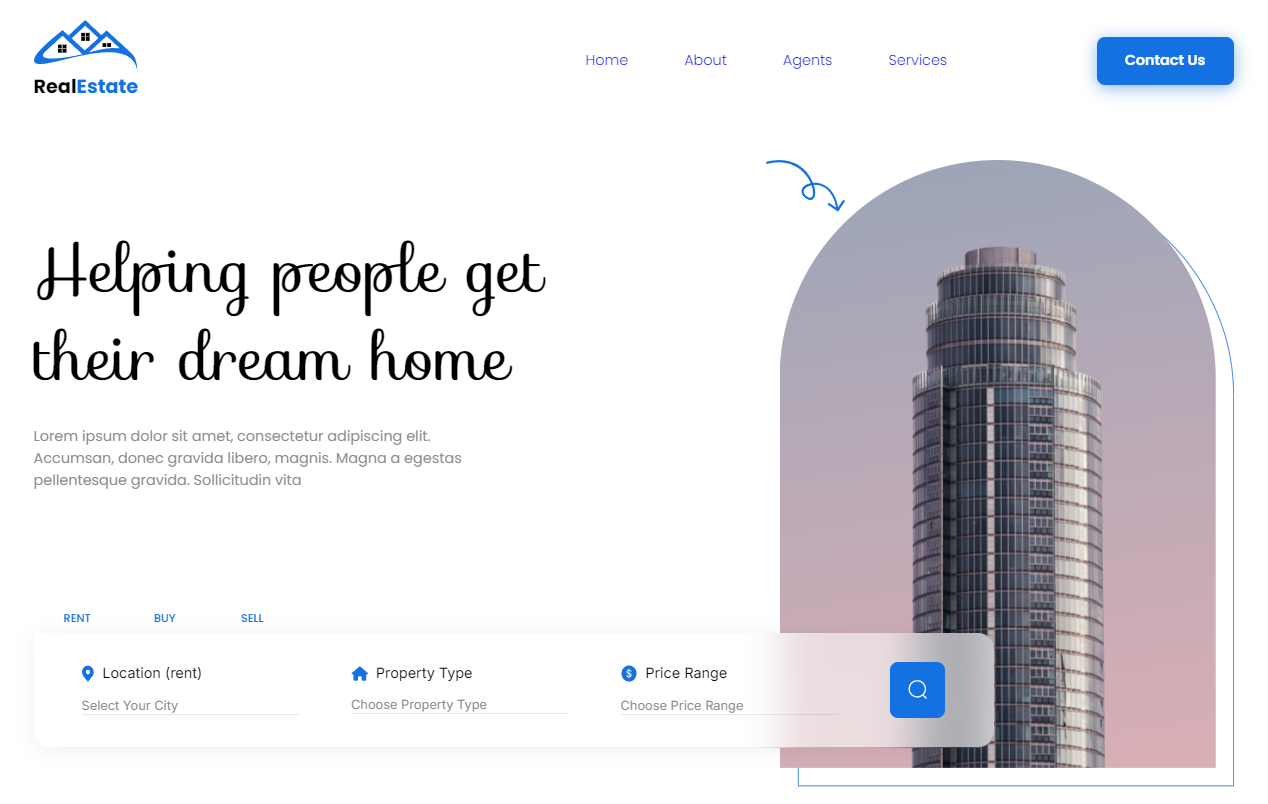 RealEstate
Home
About
Agents
Services
Contact Us
Helping people get
their dream home
Lorem ipsum dolor sit amet, consectetur adipiscing elit.
Accumsan, donec gravida libero, magnis. Magna a egestas
pellentesque gravida. Sollicitudin vita
RENT
BUY
SELL
Location (rent)
Select Your City
Property Type
Choose Property Type
$
Price Range
Choose Price Range